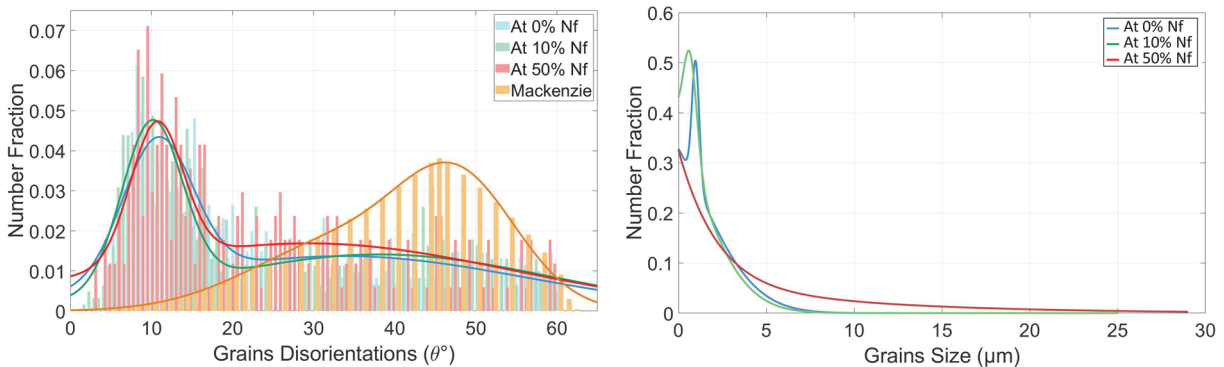 0.07
0.06
0.05
0.04
0.03
0.02
0.01
0
Number Fraction
0 10 20 30 40 50 60
Grains Disorientations (θ°)
At 0% Nf
At 10% Nf
At 50% Nf
Mackenzie
0.6
0.5
0.4
0.3
0.2
0.1
0
Number Fraction
0 5 10 15 20 25 30
Grains Size (μm)
At 0% Nf
At 10% Nf
At 50% Nf